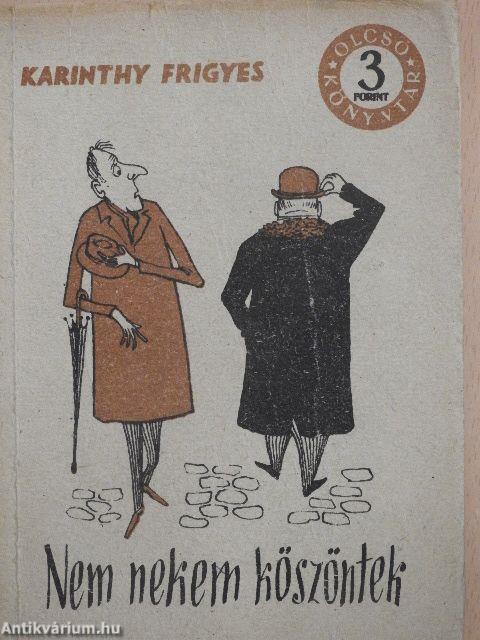 KARINTHY FRIGYES
OLCSÓ
3
FORINT
KÖNYVTÁR
Nem nekem köszöntek
Antikvárium.hu